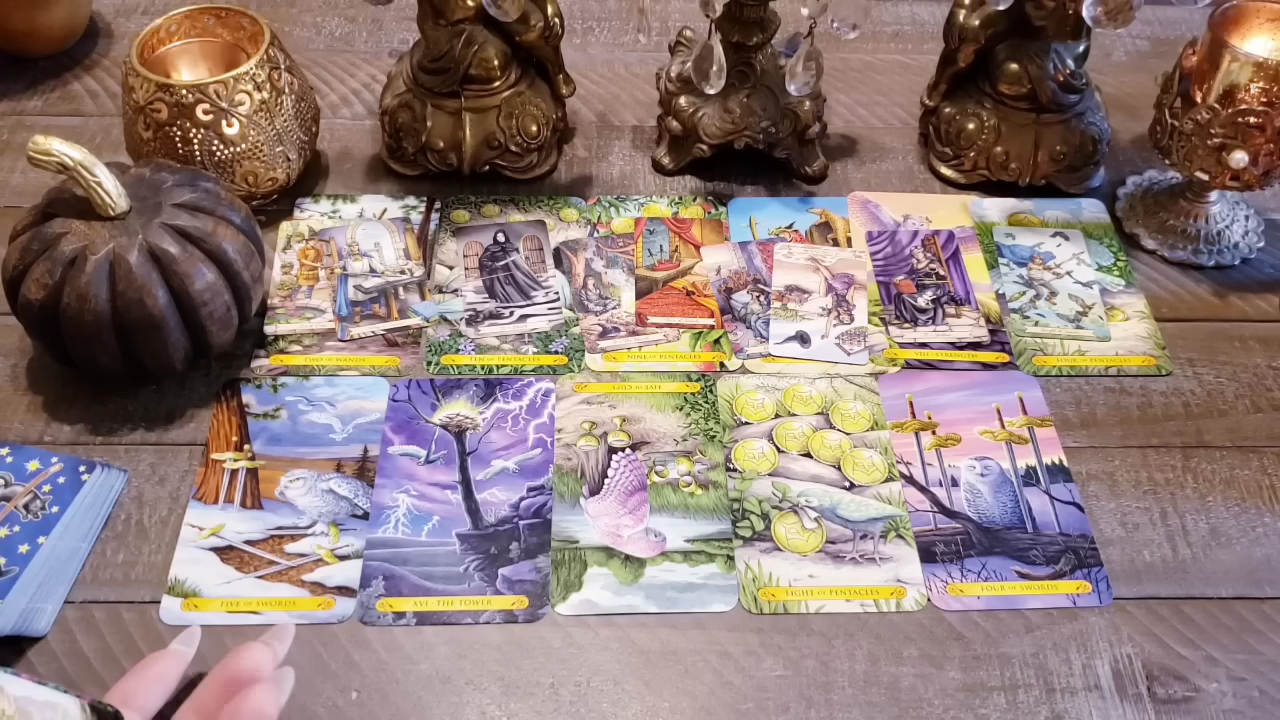 TWO OF WANDS
TEN OF PENTACLES
NINE OF PENTACLES
VIII · STRENGTH
FOUR OF PENTACLES
FIVE OF CUPS
FIVE OF SWORDS
XVI · THE TOWER
EIGHT OF PENTACLES
FOUR OF SWORDS